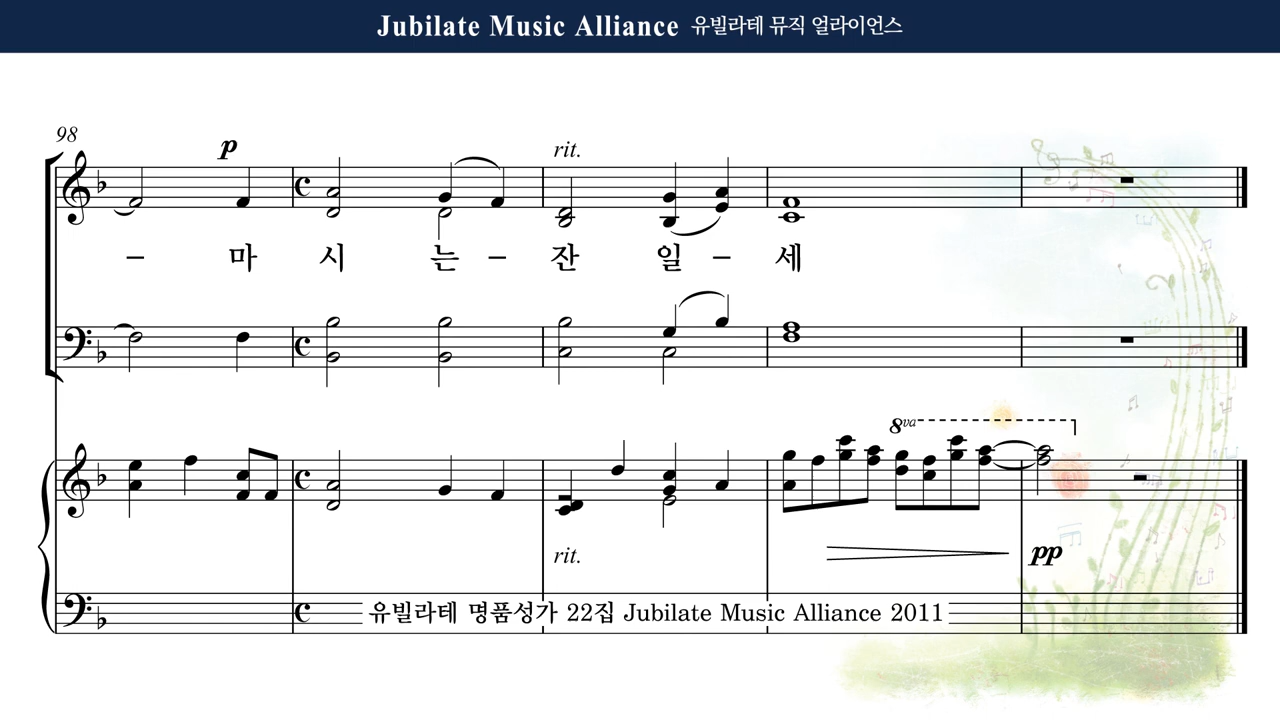 Jubilate Music Alliance 유빌라테 뮤직 얼라이언스
98
p
rit.
– 마 시 는 – 잔 일 – 세
8va
rit.
pp
유빌라테 명품성가 22집 Jubilate Music Alliance 2011